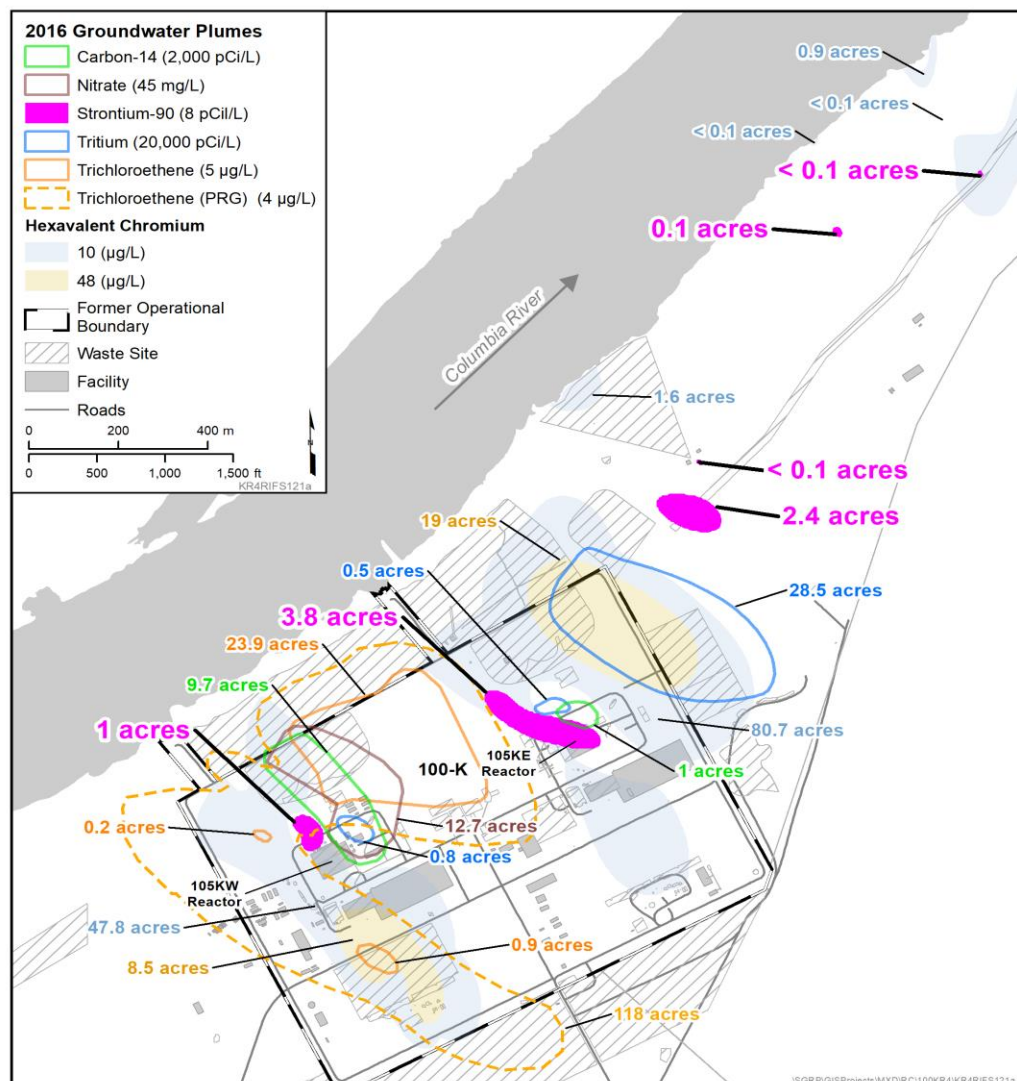 2016 Groundwater Plumes
Carbon-14 (2,000 pCi/L)
Nitrate (45 mg/L)
Strontium-90 (8 pCil/L)
Tritium (20,000 pCi/L)
Trichloroethene (5 µg/L)
Trichloroethene (PRG) (4 µg/L)
Hexavalent Chromium
10 (µg/L)
48 (µg/L)
Former Operational
Boundary
Waste Site
Facility
Roads
0 200 400 m
0 500 1,000 1,500 ft
N
KR4RIFS121a
0.9 acres
< 0.1 acres
< 0.1 acres
< 0.1 acres
0.1 acres
Columbia River
1.6 acres
< 0.1 acres
2.4 acres
19 acres
0.5 acres
28.5 acres
3.8 acres
23.9 acres
9.7 acres
1 acres
80.7 acres
105KE
Reactor
100-K
1 acres
0.2 acres
12.7 acres
0.8 acres
105KW
Reactor
47.8 acres
0.9 acres
8.5 acres
118 acres